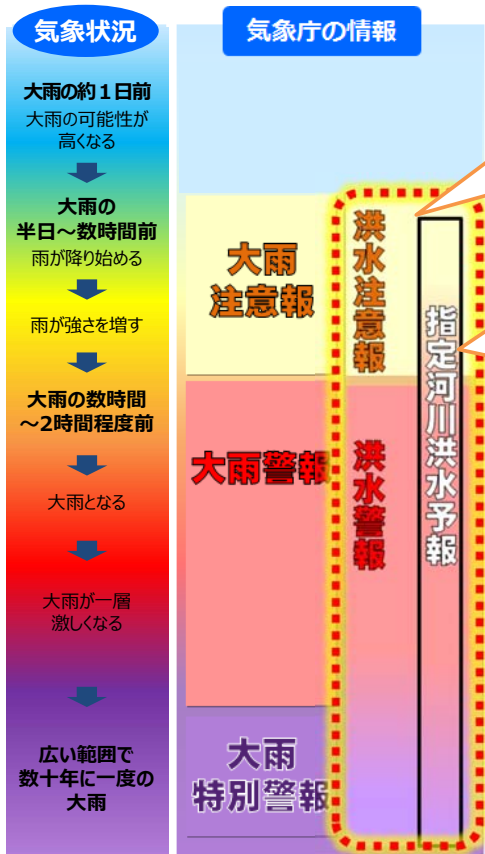 気象状況
大雨の約1日前
大雨の可能性が
高くなる
大雨の
半日～数時間前
雨が降り始める
雨が強さを増す
大雨の数時間
～2時間程度前
大雨となる
大雨が一層
激しくなる
広い範囲で
数十年に一度の
大雨
気象庁の情報
大雨
注意報
大雨警報
大雨
特別警報
洪水注意報
洪水警報
指定河川洪水予報